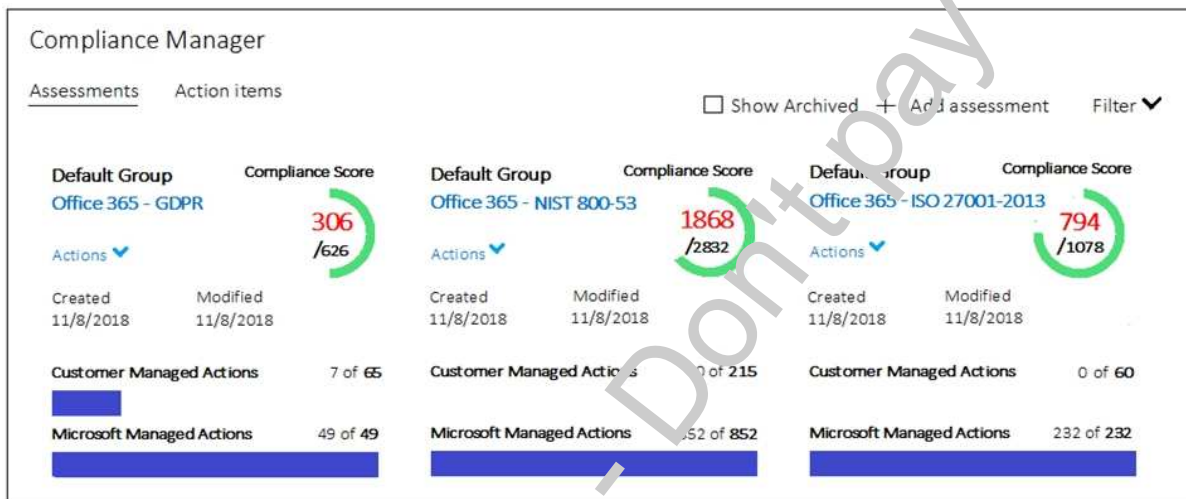 Compliance Manager
Assessments Action items
Show Archived + Add assessment Filter
Default Group Compliance Score
Office 365 - GDPR
306
/626
Actions
Created Modified
11/8/2018 11/8/2018
Customer Managed Actions 7 of 65
Microsoft Managed Actions 49 of 49
Default Group Compliance Score
Office 365 - NIST 800-53
1868
/2832
Actions
Created Modified
11/8/2018 11/8/2018
Customer Managed Actions of 215
Microsoft Managed Actions of 852
Default Group Compliance Score
Office 365 - ISO 27001-2013
794
/1078
Actions
Created Modified
11/8/2018 11/8/2018
Customer Managed Actions 0 of 60
Microsoft Managed Actions 232 of 232
- Don't pay